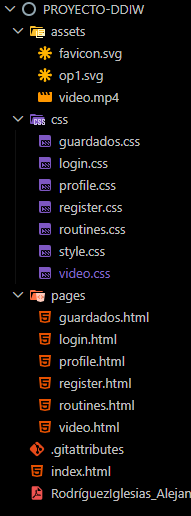 PROYECTO-DDIW
assets
favicon.svg
op1.svg
video.mp4
css
guardados.css
login.css
profile.css
register.css
routines.css
style.css
video.css
pages
guardados.html
login.html
profile.html
register.html
routines.html
video.html
.gitattributes
index.html
RodríguezIglesias_Alejan